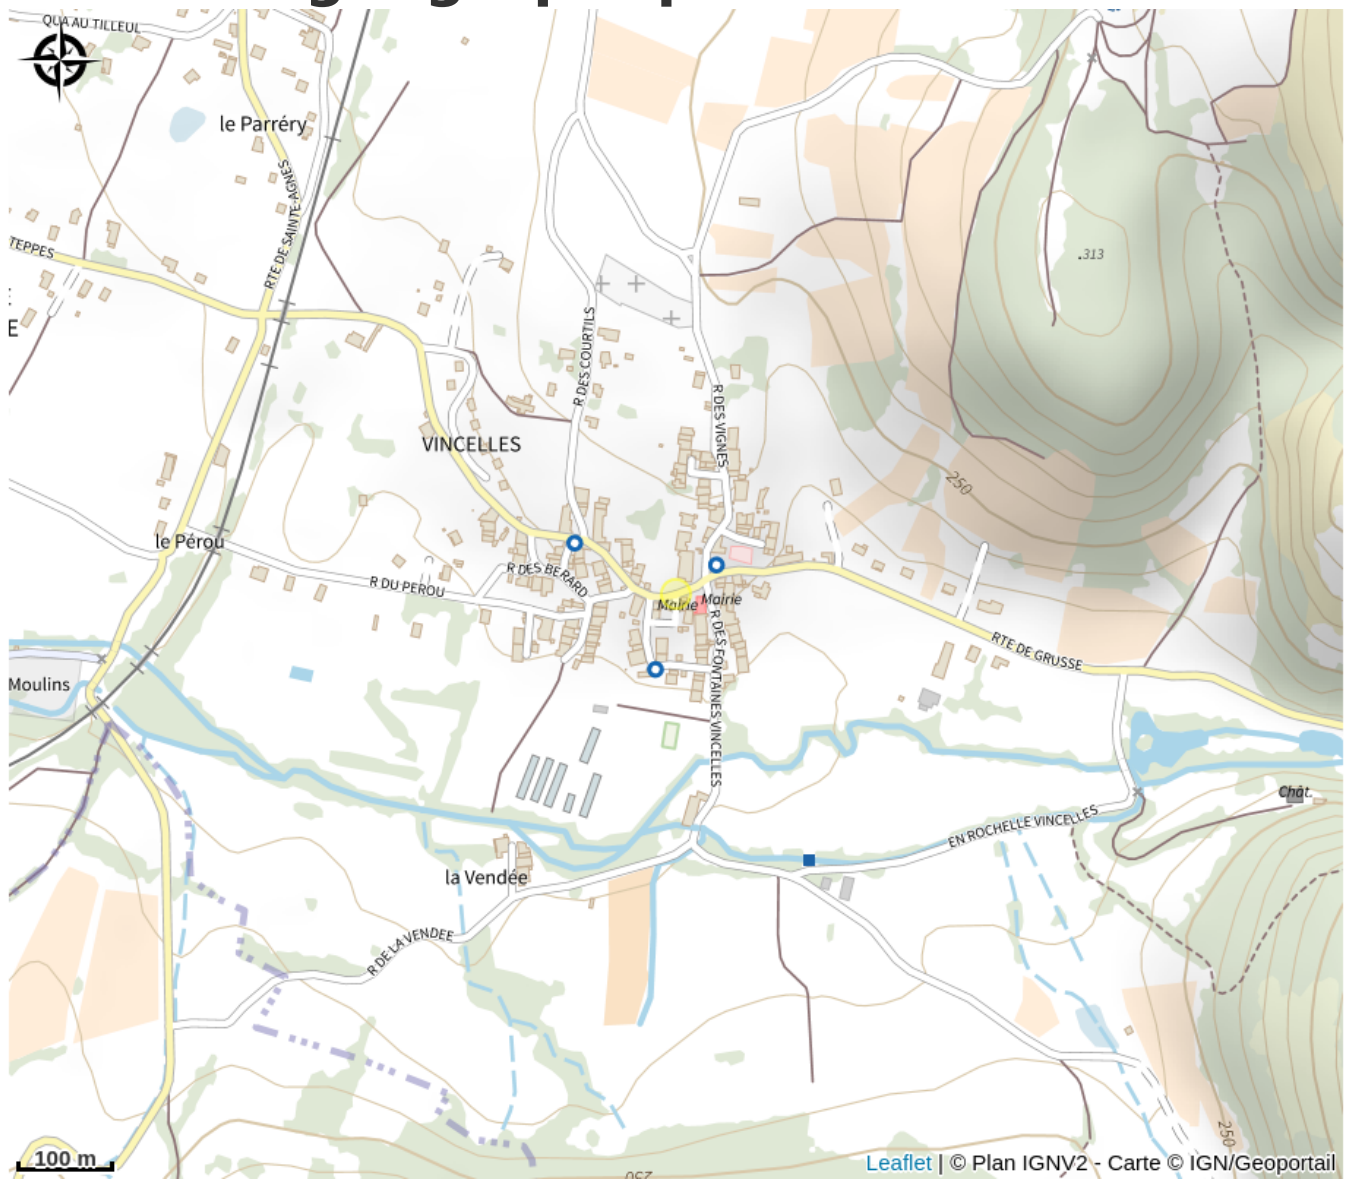 QUA AU TILLEUL
le Parréry
RTE DE SAINTE-AGNES
TEPPES
E
.313
R DES COURTILS
R DES VIGNES
VINCELLES
250
le Pérou
R DU PEROU
R DES BERARD
Mairie
Mairie
R DES FONTAINES VINCELLES
RTE DE GRUSSE
Moulins
Chât.
EN ROCHELLE VINCELLES
la Vendée
R DE LA VENDEE
250
250
100 m
Leaflet | © Plan IGNV2 - Carte © IGN/Geoportail